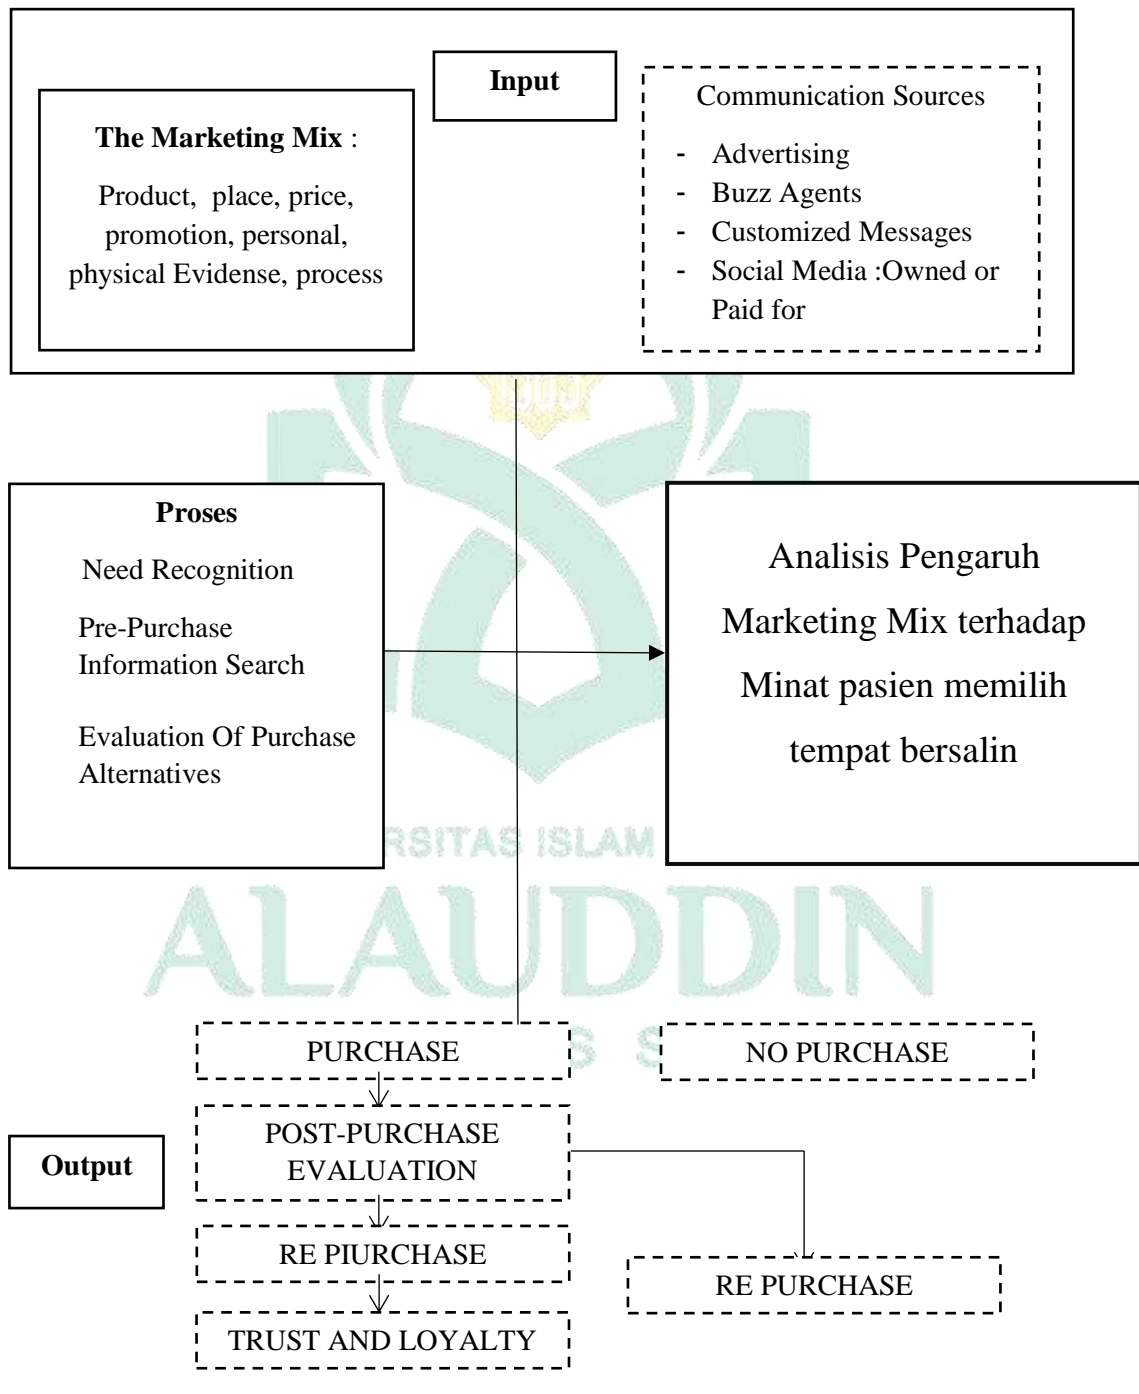 Input
The Marketing Mix :
Product, place, price,
promotion, personal,
physical Evidense, process
Communication Sources
- Advertising
- Buzz Agents
- Customized Messages
- Social Media :Owned or
Paid for
Proses
Need Recognition
Pre-Purchase
Information Search
Evaluation Of Purchase
Alternatives
Analisis Pengaruh
Marketing Mix terhadap
Minat pasien memilih
tempat bersalin
RSITAS ISLAM
ALAUDDIN
PURCHASE
S S
NO PURCHASE
POST-PURCHASE
EVALUATION
Output
RE PIURCHASE
RE PURCHASE
TRUST AND LOYALTY